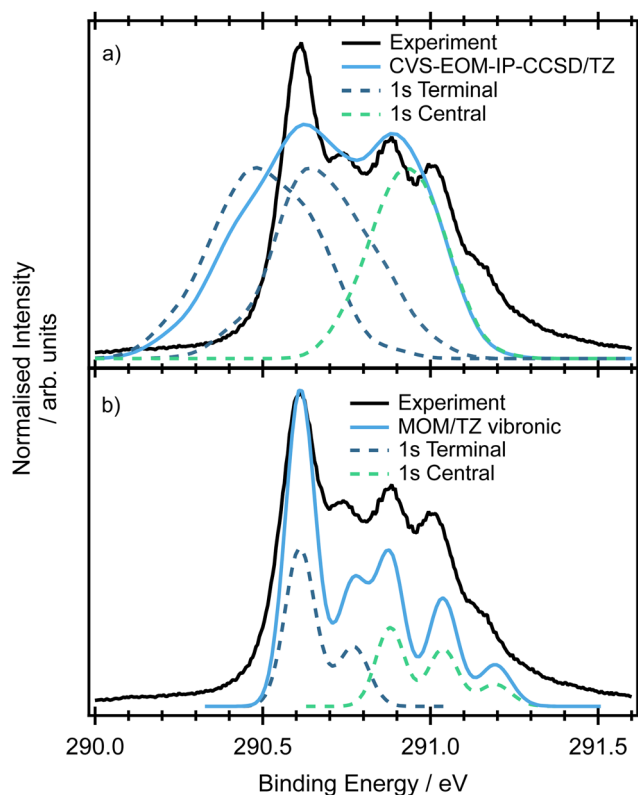 a)
Experiment
CVS-EOM-IP-CCSD/TZ
1s Terminal
1s Central
b)
Experiment
MOM/TZ vibronic
1s Terminal
1s Central
Normalised Intensity
/ arb. units
290.0 290.5 291.0 291.5
Binding Energy / eV